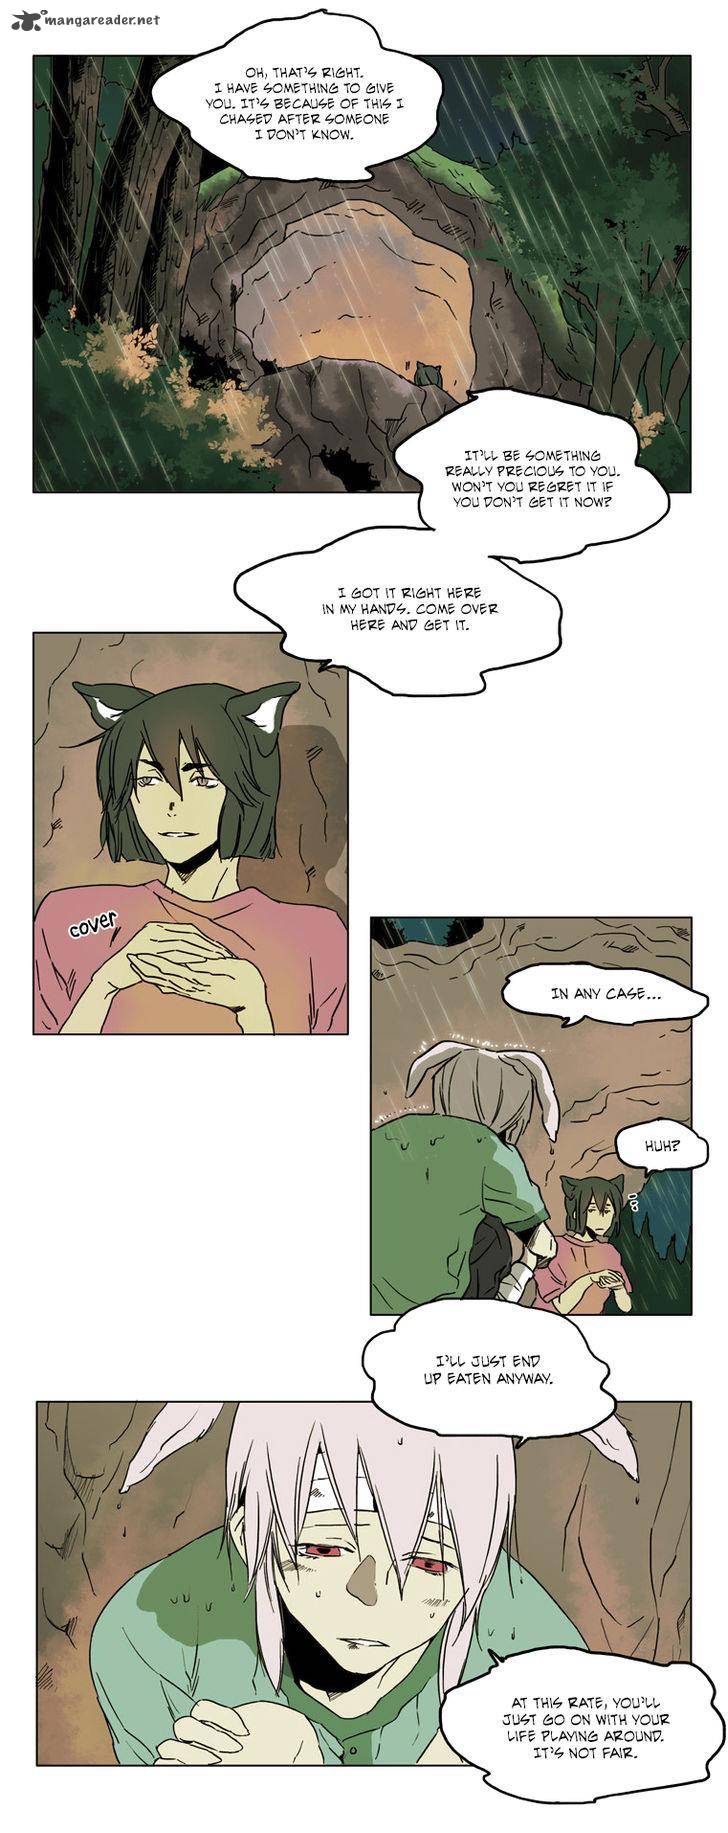 mangareader.net
OH, THAT'S RIGHT.
I HAVE SOMETHING TO GIVE
YOU. IT'S BECAUSE OF THIS I
CHASED AFTER SOMEONE
I DON'T KNOW.
IT'LL BE SOMETHING
REALLY PRECIOUS TO YOU.
WON'T YOU REGRET IT IF
YOU DON'T GET IT NOW?
I GOT IT RIGHT HERE
IN MY HANDS. COME OVER
HERE AND GET IT.
cover
IN ANY CASE...
HUH?
I'LL JUST END
UP EATEN ANYWAY.
AT THIS RATE, YOU'LL
JUST GO ON WITH YOUR
LIFE PLAYING AROUND.
IT'S NOT FAIR.